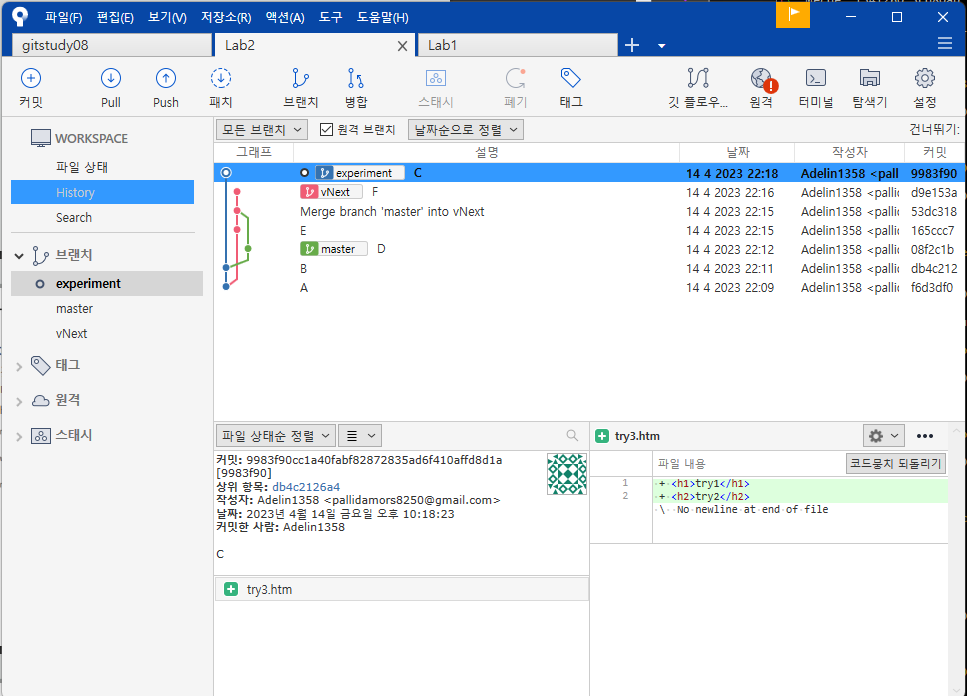 파일(F) 편집(E) 보기(V) 저장소(R) 액션(A) 도구 도움말(H)
gitstudy08 Lab2 Lab1
커밋 Pull Push 패치 브랜치 병합 스태시 폐기 태그 깃 플로우... 원격 터미널 탐색기 설정
WORKSPACE
파일 상태
History
Search
브랜치
experiment
master
vNext
태그
원격
스태시
모든 브랜치 원격 브랜치 날짜순으로 정렬 건너뛰기:
그래프 설명 날짜 작성자 커밋
experiment C 14 4 2023 22:18 Adelin1358 <pall 9983f90
vNext F 14 4 2023 22:16 Adelin1358 <pallic d9e153a
Merge branch 'master' into vNext 14 4 2023 22:15 Adelin1358 <pallic 53dc318
E 14 4 2023 22:15 Adelin1358 <pallic 165ccc7
master D 14 4 2023 22:12 Adelin1358 <pallic 08f2c1b
B 14 4 2023 22:11 Adelin1358 <pallic db4c212
A 14 4 2023 22:09 Adelin1358 <pallic f6d3df0
파일 상태순 정렬
커밋: 9983f90cc1a40fabf82872835ad6f410affd8d1a
[9983f90]
상위 항목: db4c2126a4
작성자: Adelin1358 <pallidamors8250@gmail.com>
날짜: 2023년 4월 14일 금요일 오후 10:18:23
커밋한 사람: Adelin1358
C
try3.htm
try3.htm
파일 내용 코드뭉치 되돌리기
1 + <h1>try1</h1>
2 + <h2>try2</h2>
\ No newline at end of file